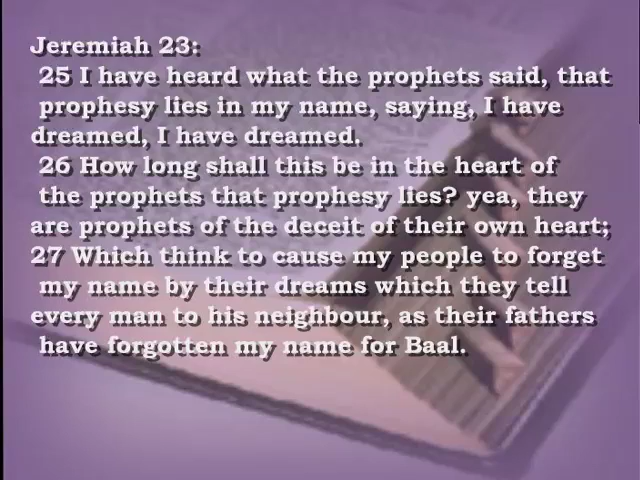 Jeremiah 23:
25 I have heard what the prophets said, that
prophesy lies in my name, saying, I have
dreamed, I have dreamed.
26 How long shall this be in the heart of
the prophets that prophesy lies? yea, they
are prophets of the deceit of their own heart;
27 Which think to cause my people to forget
my name by their dreams which they tell
every man to his neighbour, as their fathers
have forgotten my name for Baal.